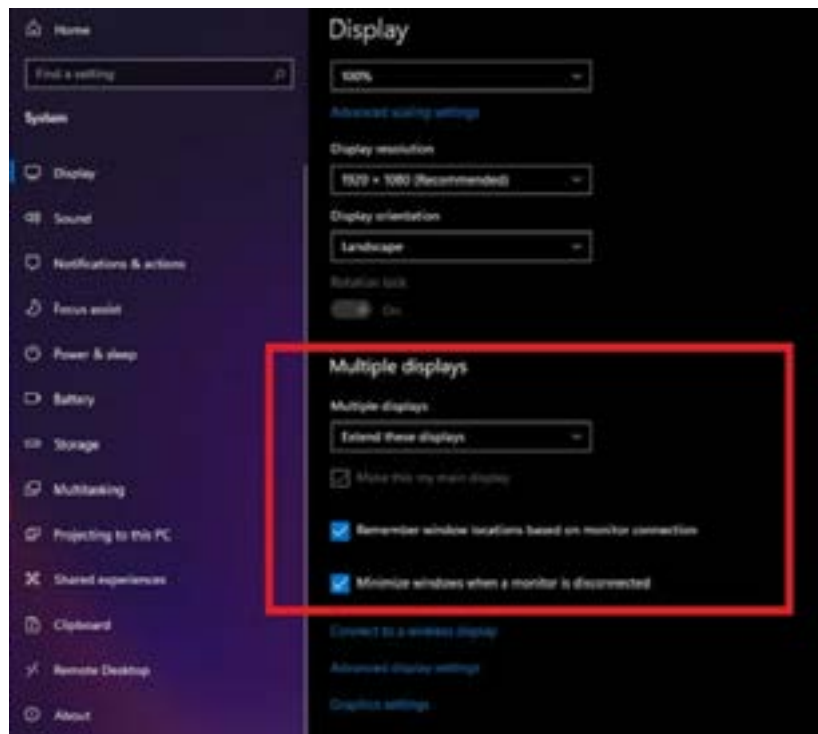 Home
Find a setting
System
Display
Sound
Notifications & actions
Focus assist
Power & sleep
Battery
Storage
Multitasking
Projecting to this PC
Shared experiences
Clipboard
Remote Desktop
About
Display
100%
Advanced scaling settings
Display resolution
1920 × 1080 (Recommended)
Display orientation
Landscape
Rotation lock
On
Multiple displays
Multiple displays
Extend these displays
Make this my main display
Remember window locations based on monitor connection
Minimize windows when a monitor is disconnected
Connect to a wireless display
Advanced display settings
Graphics settings